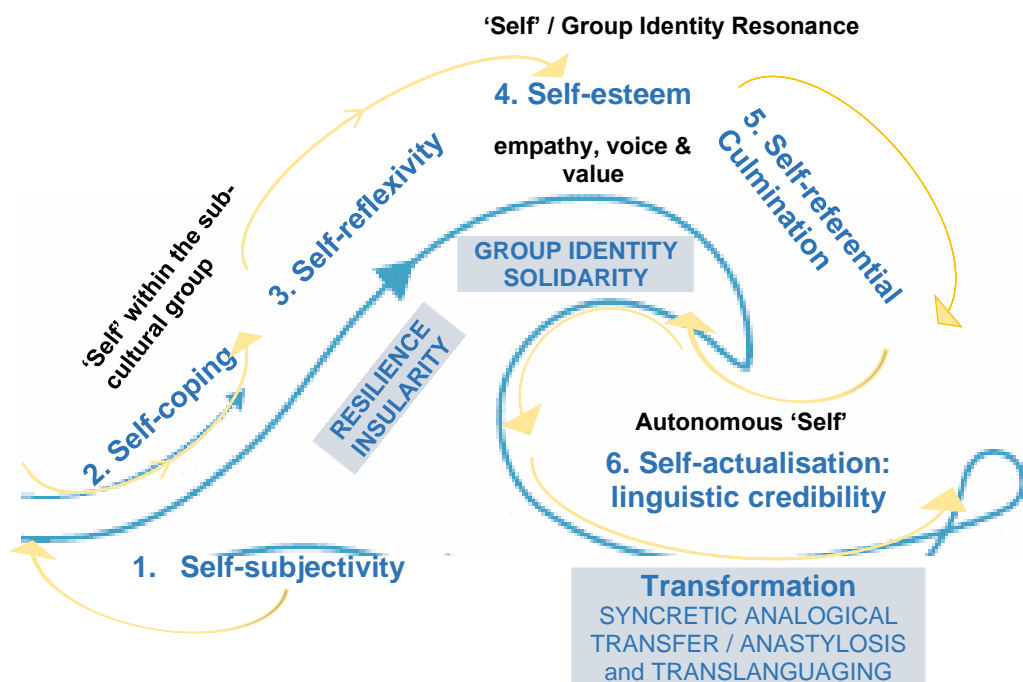 ‘Self’ / Group Identity Resonance
4. Self-esteem
empathy, voice &
value
5. Self-referential
Culmination
3. Self-reflexivity
‘Self’ within the sub-
cultural group
GROUP IDENTITY
SOLIDARITY
RESILIENCE
INSULARITY
2. Self-coping
Autonomous ‘Self’
6. Self-actualisation:
linguistic credibility
1. Self-subjectivity
Transformation
SYNCRETIC ANALOGICAL
TRANSFER / ANASTYLOSIS
and TRANSLANGUAGING